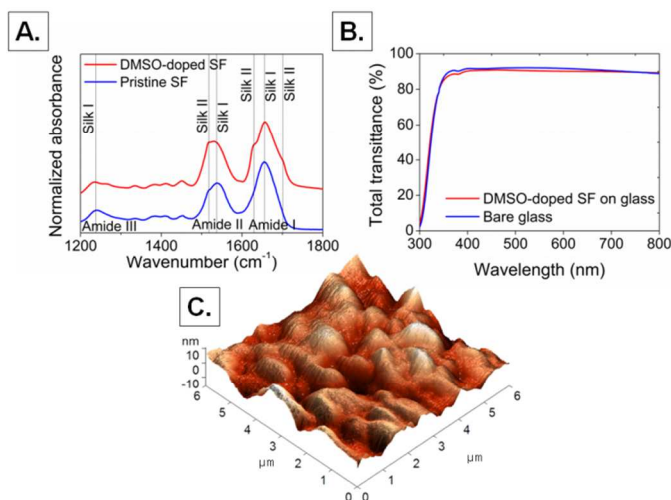 A.
DMSO-doped SF
Pristine SF
Silk I
Silk II
Silk I
Silk II
Silk I
Silk II
Amide III
Amide II
Amide I
Normalized absorbance
1200
1400
1600
1800
Wavenumber (cm⁻¹)
B.
Total transittance (%)
100
80
60
40
20
0
DMSO-doped SF on glass
Bare glass
300
400
500
600
700
800
Wavelength (nm)
C.
nm
10
0
-10
6
5
4
3
2
1
0
μm
0
1
2
3
4
5
6
μm